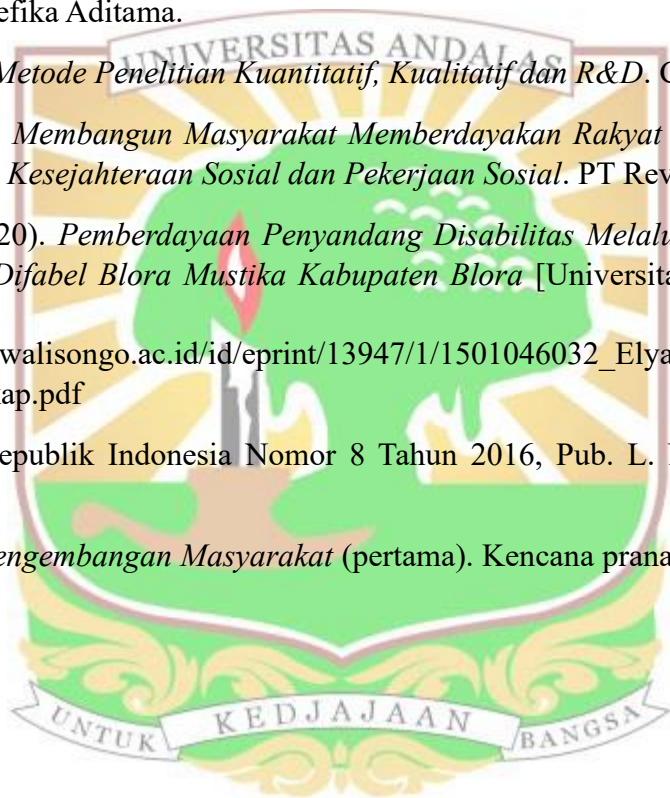 efika Aditama.
UNIVERSITAS ANDALAS
Metode Penelitian Kuantitatif, Kualitatif dan R&D.
Membangun Masyarakat Memberdayakan Rakyat
Kesejahteraan Sosial dan Pekerjaan Sosial. PT Rev
20). Pemberdayaan Penyandang Disabilitas Melalu
Difabel Blora Mustika Kabupaten Blora [Universita
walisongo.ac.id/id/eprint/13947/1/1501046032_Elya
kap.pdf
epublik Indonesia Nomor 8 Tahun 2016, Pub. L.
engembangan Masyarakat (pertama). Kencana prana
UNTUK KEDJAJAAN BANGSA